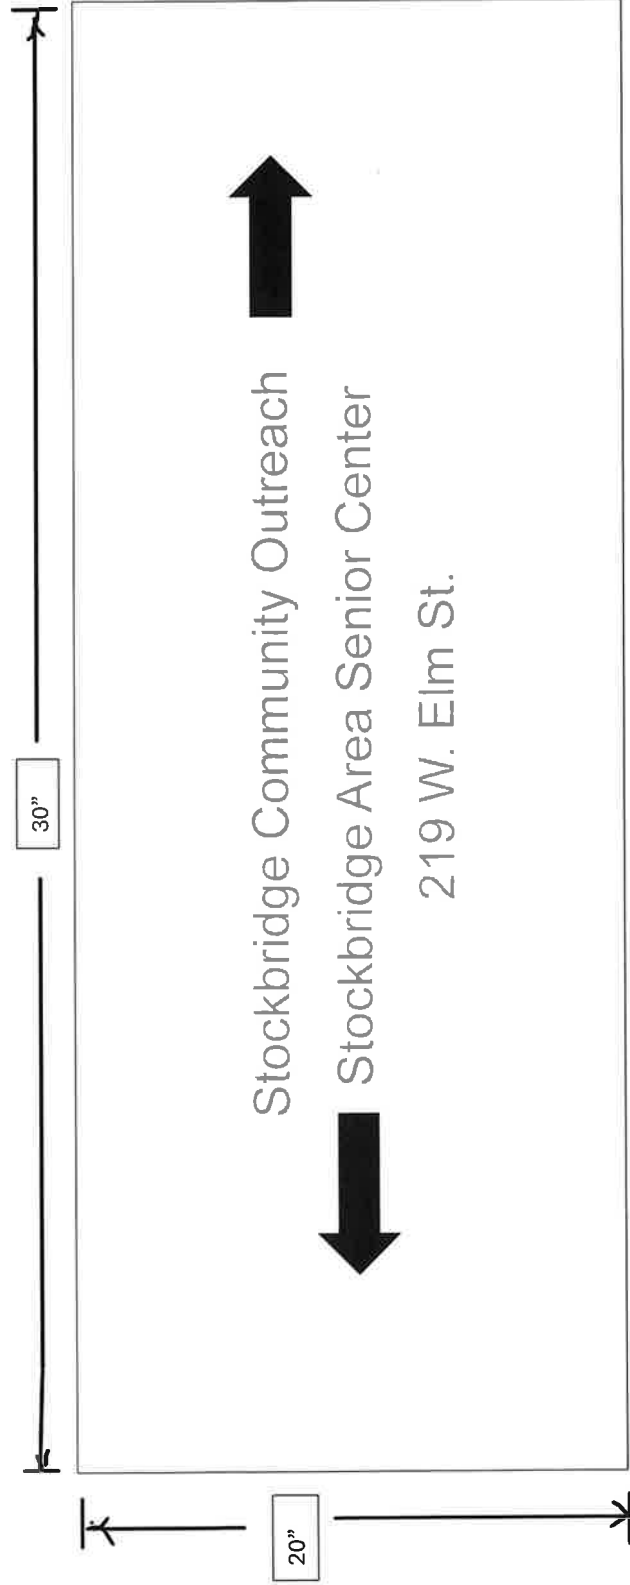 30”
Stockbridge Community Outreach
Stockbridge Area Senior Center
219 W. Elm St.
20”